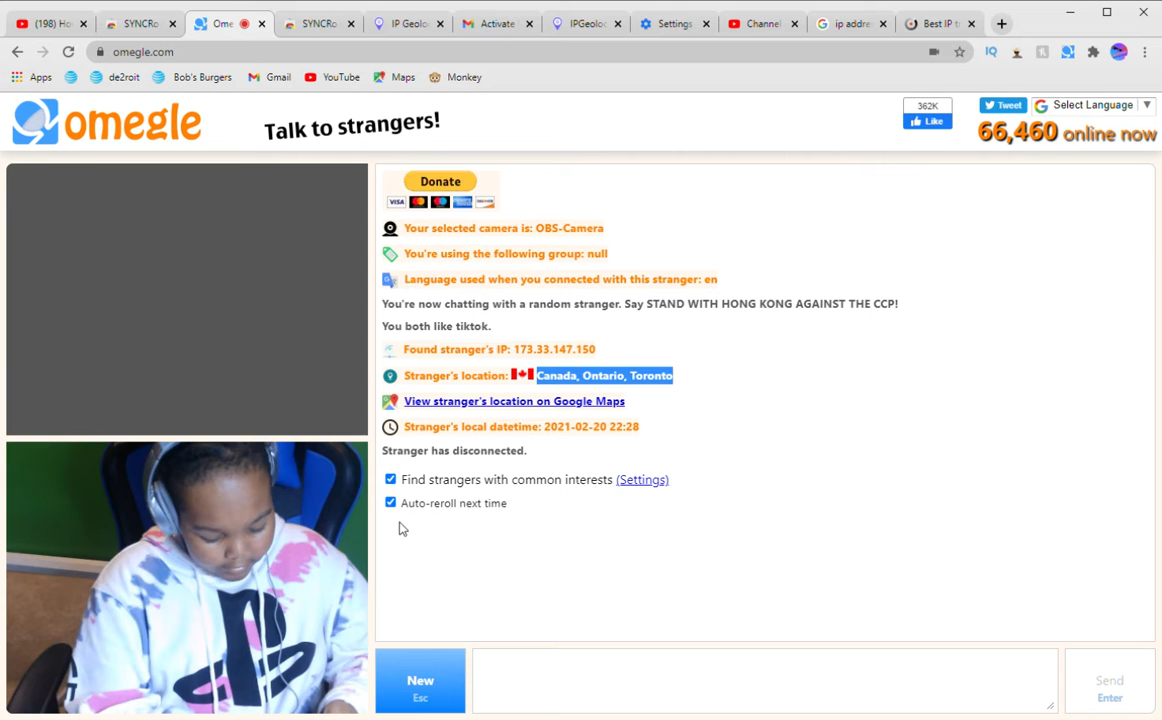 (198) Ho
SYNCRo
Ome
SYNCRo
IP Geolo
Activate
IPGeoloc
Settings
Channel
ip addre
Best IP t
omegle.com
Apps
de2roit
Bob's Burgers
Gmail
YouTube
Maps
Monkey
omegle
Talk to strangers!
362K
Like
Tweet
G Select Language ▼
66,460 online now
Donate
VISA
Your selected camera is: OBS-Camera
You're using the following group: null
Language used when you connected with this stranger: en
You're now chatting with a random stranger. Say STAND WITH HONG KONG AGAINST THE CCP!
You both like tiktok.
Found stranger's IP: 173.33.147.150
Stranger's location: Canada, Ontario, Toronto
View stranger's location on Google Maps
Stranger's local datetime: 2021-02-20 22:28
Stranger has disconnected.
Find strangers with common interests (Settings)
Auto-reroll next time
New
Esc
Send
Enter